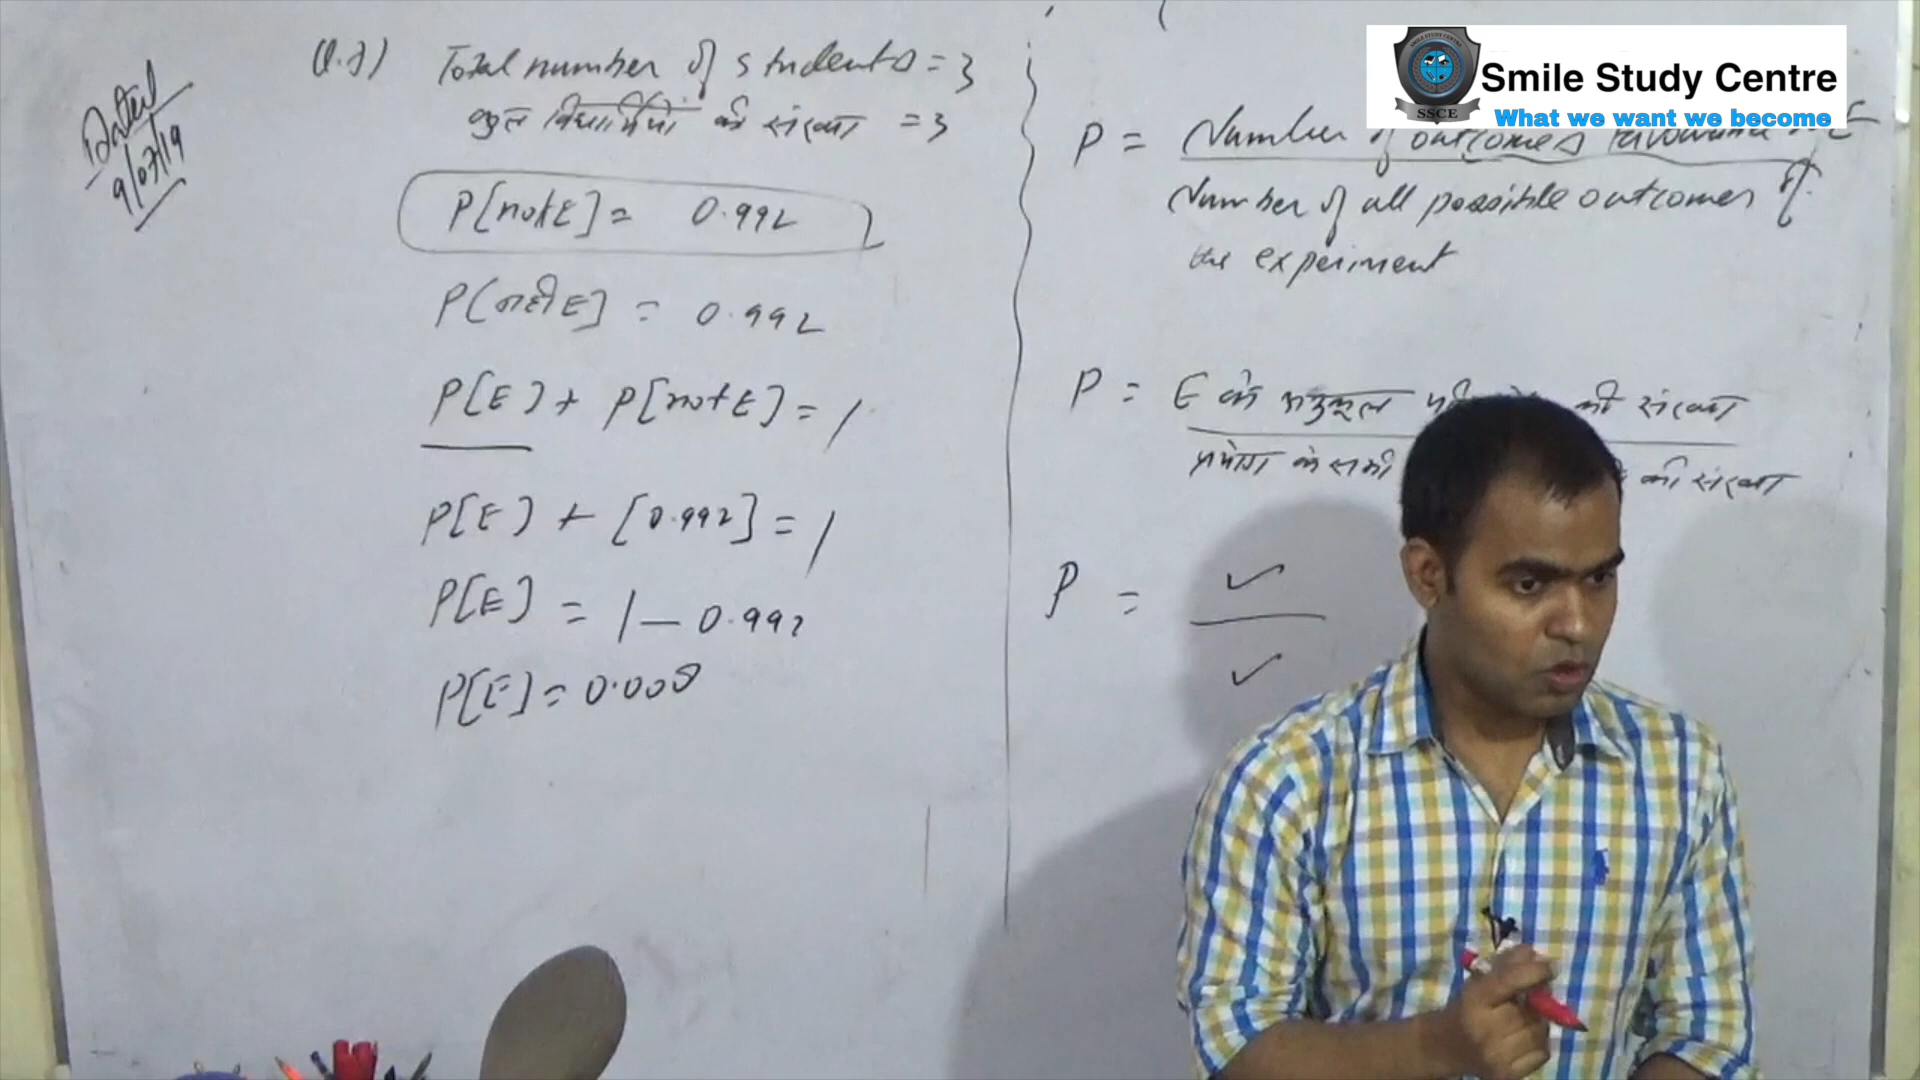 Dated
9/07/19
Q.7) Total number of students = 3
कुल विद्यार्थियों की संख्या = 3
P[not E] = 0.992
P[नहीं E] = 0.992
P[E] + P[not E] = 1
P[E] + [0.992] = 1
P[E] = 1 - 0.992
P[E] = 0.008
P = Number of outcomes favourable E
Number of all possible outcomes of
the experiment
P = E के अनुकूल की संख्या
प्रयोग के सभी की संख्या
P = ✓
✓
Smile Study Centre
What we want we become
SSCE